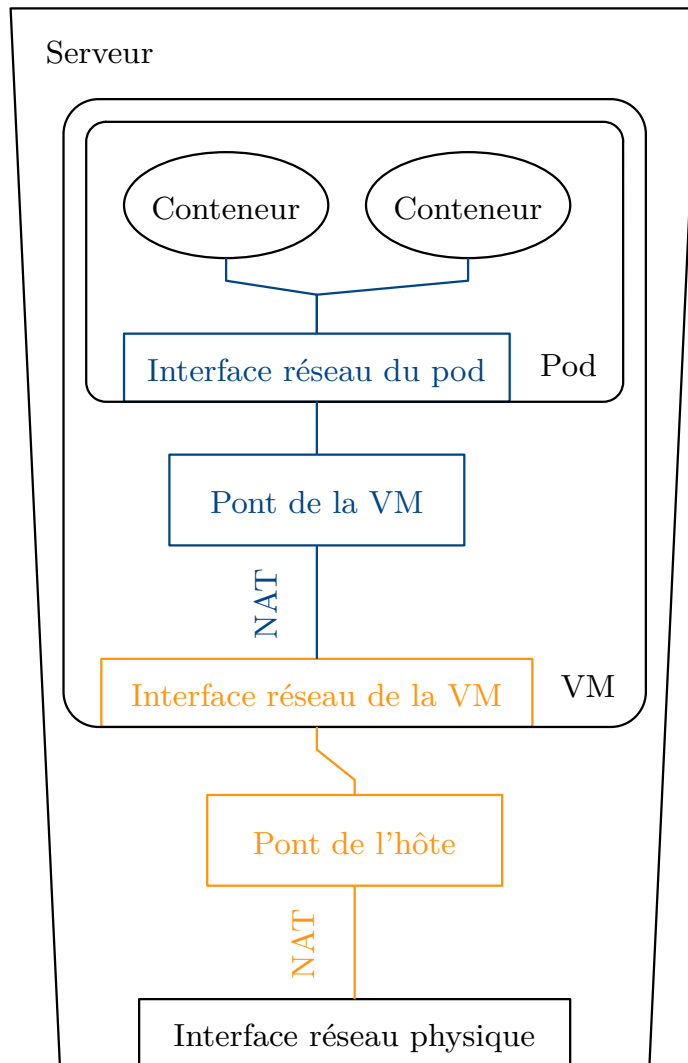 Serveur
Conteneur
Conteneur
Interface réseau du pod
Pod
Pont de la VM
NAT
Interface réseau de la VM
VM
Pont de l'hôte
NAT
Interface réseau physique